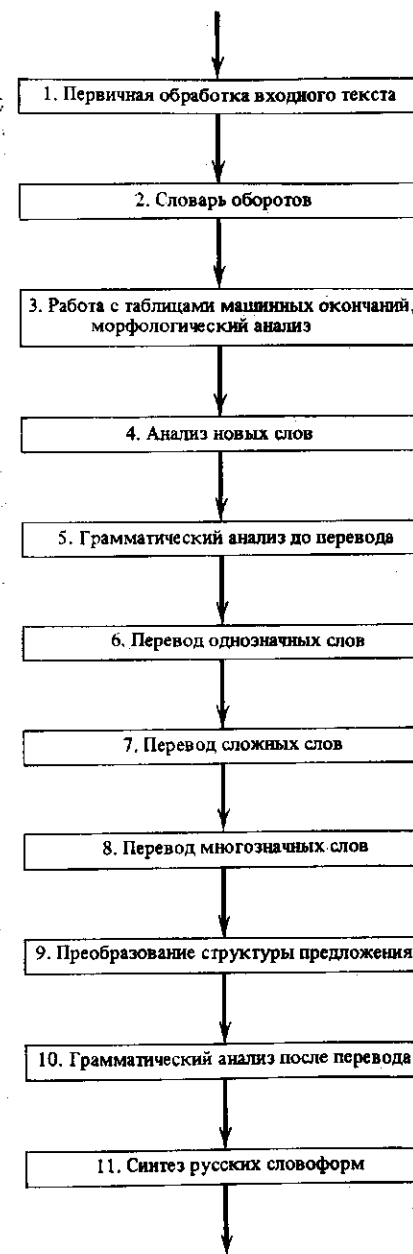 1. Первичная обработка входного текста
2. Словарь оборотов
3. Работа с таблицами машинных окончаний,
морфологический анализ
4. Анализ новых слов
5. Грамматический анализ до перевода
6. Перевод однозначных слов
7. Перевод сложных слов
8. Перевод многозначных слов
9. Преобразование структуры предложения
10. Грамматический анализ после перевода
11. Синтез русских словоформ